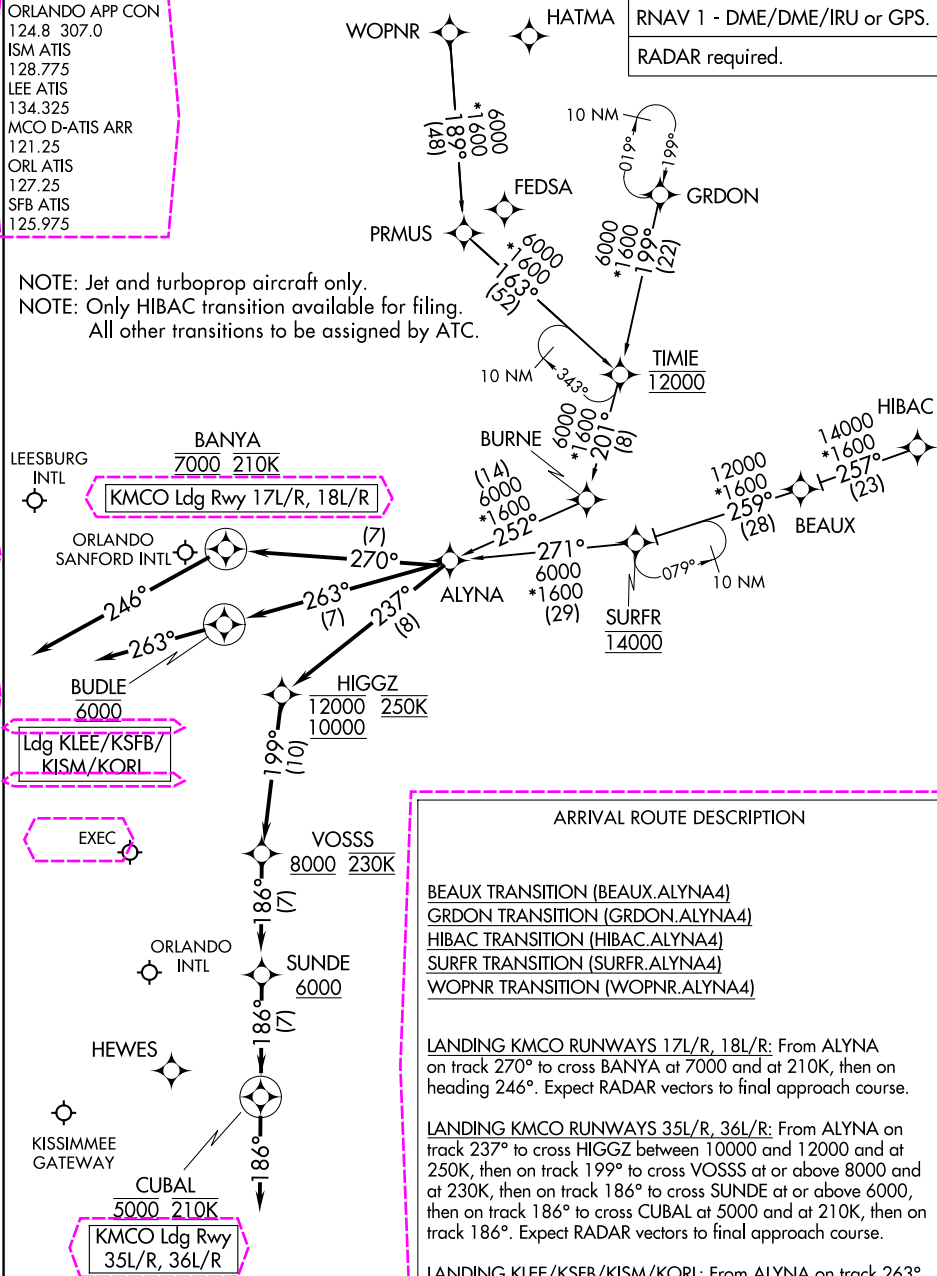 ORLANDO APP CON
124.8 307.0
ISM ATIS
128.775
LEE ATIS
134.325
MCO D-ATIS ARR
121.25
ORL ATIS
127.25
SFB ATIS
125.975
RNAV 1 - DME/DME/IRU or GPS.
RADAR required.
WOPNR
HATMA
6000
*1600
189°
(48)
10 NM
019°
199°
GRDON
FEDSA
PRMUS
6000
*1600
163°
(52)
6000
*1600
199°
(22)
NOTE: Jet and turboprop aircraft only.
NOTE: Only HIBAC transition available for filing.
All other transitions to be assigned by ATC.
10 NM
343°
TIMIE
12000
6000
*1600
201°
(8)
BURNE
HIBAC
14000
*1600
257°
(23)
BEAUX
12000
*1600
259°
(28)
(14)
6000
*1600
252°
BANYA
7000 210K
KMCO Ldg Rwy 17L/R, 18L/R
LEESBURG
INTL
ORLANDO
SANFORD INTL
(7)
270°
ALYNA
271°
6000
*1600
(29)
079°
10 NM
SURFR
14000
246°
263°
(7)
263°
237°
(8)
BUDLE
6000
Ldg KLEE/KSFB/
KISM/KORL
HIGGZ
12000 250K
10000
199°
(10)
EXEC
VOSSS
8000 230K
186°
(7)
ORLANDO
INTL
SUNDE
6000
186°
(7)
HEWES
KISSIMMEE
GATEWAY
186°
CUBAL
5000 210K
KMCO Ldg Rwy
35L/R, 36L/R
ARRIVAL ROUTE DESCRIPTION
BEAUX TRANSITION (BEAUX.ALYNA4)
GRDON TRANSITION (GRDON.ALYNA4)
HIBAC TRANSITION (HIBAC.ALYNA4)
SURFR TRANSITION (SURFR.ALYNA4)
WOPNR TRANSITION (WOPNR.ALYNA4)
LANDING KMCO RUNWAYS 17L/R, 18L/R: From ALYNA
on track 270° to cross BANYA at 7000 and at 210K, then on
heading 246°. Expect RADAR vectors to final approach course.
LANDING KMCO RUNWAYS 35L/R, 36L/R: From ALYNA on
track 237° to cross HIGGZ between 10000 and 12000 and at
250K, then on track 199° to cross VOSSS at or above 8000 and
at 230K, then on track 186° to cross SUNDE at or above 6000,
then on track 186° to cross CUBAL at 5000 and at 210K, then on
track 186°. Expect RADAR vectors to final approach course.
LANDING KLEE/KSFB/KISM/KORL: From ALYNA on track 263°